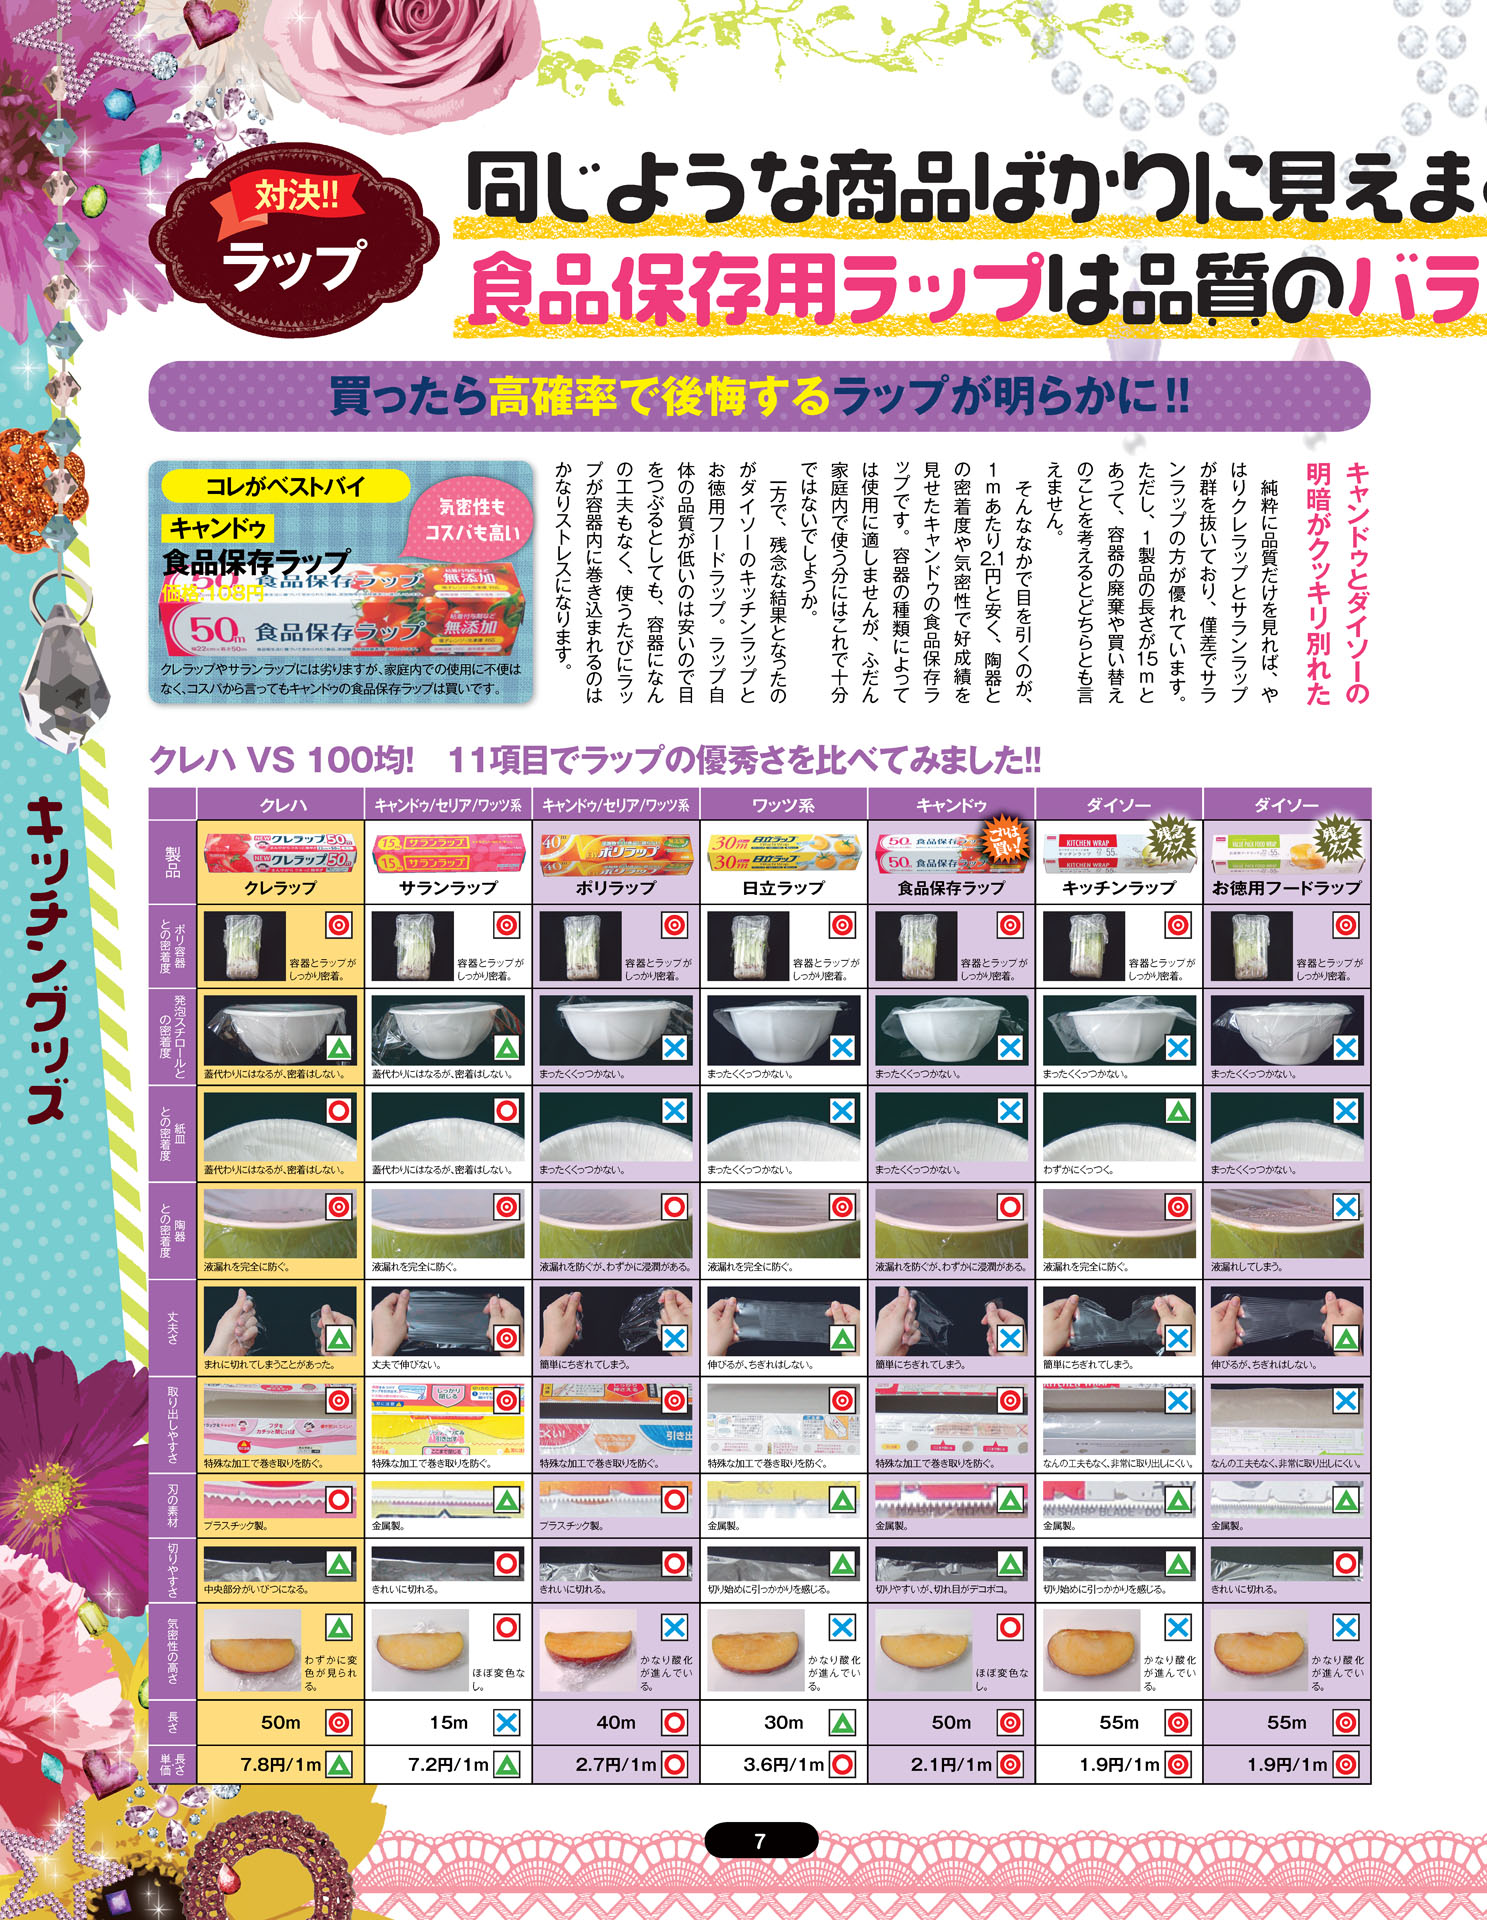 対決!!
ラップ
同じような商品ばかりに見えま
食品保存用ラップは品質のバラ
買ったら高確率で後悔するラップが明らかに!!
キャンドゥとダイソーの
明暗がクッキリ別れた
純粋に品質だけを見れば、や
はりクレラップとサランラップ
が群を抜いており、僅差でサラ
ンラップの方が優れています。
ただし、1製品の長さが15mと
あって、容器の廃棄や買い替え
のことを考えるとどちらとも言
えません。
そんななかで目を引くのが、
1mあたり2.1円と安く、陶器と
の密着度や気密性で好成績を
見せたキャンドゥの食品保存ラ
ップです。容器の種類によって
は使用に適しませんが、ふだん
家庭内で使う分にはこれで十分
ではないでしょうか。
一方で、残念な結果となったの
がダイソーのキッチンラップと
お徳用フードラップ。ラップ自
体の品質が低いのは安いので目
をつぶるとしても、容器になん
の工夫もなく、使うたびにラッ
プが容器内に巻き込まれるのは
かなりストレスになります。
コレがベストバイ
気密性も
コスパも高い
キャンドゥ
食品保存ラップ
価格:108円
50m 食品保存ラップ
無添加
クレラップやサランラップには劣りますが、家庭内での使用に不便は
なく、コスパから言ってもキャンドゥの食品保存ラップは買いです。
キッチングッズ
クレハ VS 100均! 11項目でラップの優秀さを比べてみました!!
クレハ キャンドゥ/セリア/ワッツ系 キャンドゥ/セリア/ワッツ系 ワッツ系 キャンドゥ ダイソー ダイソー
これは買い! 残念グッズ 残念グッズ
製品 クレラップ サランラップ ポリラップ 日立ラップ 食品保存ラップ キッチンラップ お徳用フードラップ
ポリ容器との密着度 容器とラップがしっかり密着。 容器とラップがしっかり密着。 容器とラップがしっかり密着。 容器とラップがしっかり密着。 容器とラップがしっかり密着。 容器とラップがしっかり密着。 容器とラップがしっかり密着。
発泡スチロールとの密着度 蓋代わりにはなるが、密着はしない。 蓋代わりにはなるが、密着はしない。 まったくくっつかない。 まったくくっつかない。 まったくくっつかない。 まったくくっつかない。 まったくくっつかない。
紙皿との密着度 蓋代わりにはなるが、密着はしない。 蓋代わりにはなるが、密着はしない。 まったくくっつかない。 まったくくっつかない。 まったくくっつかない。 わずかにくっつく。 まったくくっつかない。
陶器との密着度 液漏れを完全に防ぐ。 液漏れを完全に防ぐ。 液漏れを防ぐが、わずかに浸潤がある。 液漏れを完全に防ぐ。 液漏れを防ぐが、わずかに浸潤がある。 液漏れを完全に防ぐ。 液漏れしてしまう。
丈夫さ まれに切れてしまうことがあった。 丈夫で伸びない。 簡単にちぎれてしまう。 伸びるが、ちぎれはしない。 簡単にちぎれてしまう。 簡単にちぎれてしまう。 伸びるが、ちぎれはしない。
取り出しやすさ 特殊な加工で巻き取りを防ぐ。 特殊な加工で巻き取りを防ぐ。 特殊な加工で巻き取りを防ぐ。 特殊な加工で巻き取りを防ぐ。 特殊な加工で巻き取りを防ぐ。 なんの工夫もなく、非常に取り出しにくい。 なんの工夫もなく、非常に取り出しにくい。
刃の素材 プラスチック製。 金属製。 プラスチック製。 金属製。 金属製。 金属製。 金属製。
切りやすさ 中央部分がいびつになる。 きれいに切れる。 きれいに切れる。 切り始めに引っかかりを感じる。 切りやすいが、切れ目がデコボコ。 切り始めに引っかかりを感じる。 きれいに切れる。
気密性の高さ わずかに変色が見られる。 ほぼ変色なし。 かなり酸化が進んでいる。 かなり酸化が進んでいる。 ほぼ変色なし。 かなり酸化が進んでいる。 かなり酸化が進んでいる。
長さ 50m 15m 40m 30m 50m 55m 55m
長さ単価 7.8円/1m 7.2円/1m 2.7円/1m 3.6円/1m 2.1円/1m 1.9円/1m 1.9円/1m
7